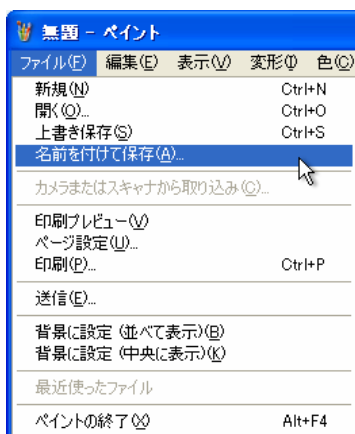 無題 - ペイント
ファイル(F) 編集(E) 表示(V) 変形(I) 色(C)
新規(N) Ctrl+N
開く(O)... Ctrl+O
上書き保存(S) Ctrl+S
名前を付けて保存(A)...
カメラまたはスキャナから取り込み(C)...
印刷プレビュー(V)
ページ設定(U)...
印刷(P)... Ctrl+P
送信(E)...
背景に設定 (並べて表示)(B)
背景に設定 (中央に表示)(K)
最近使ったファイル
ペイントの終了(X) Alt+F4